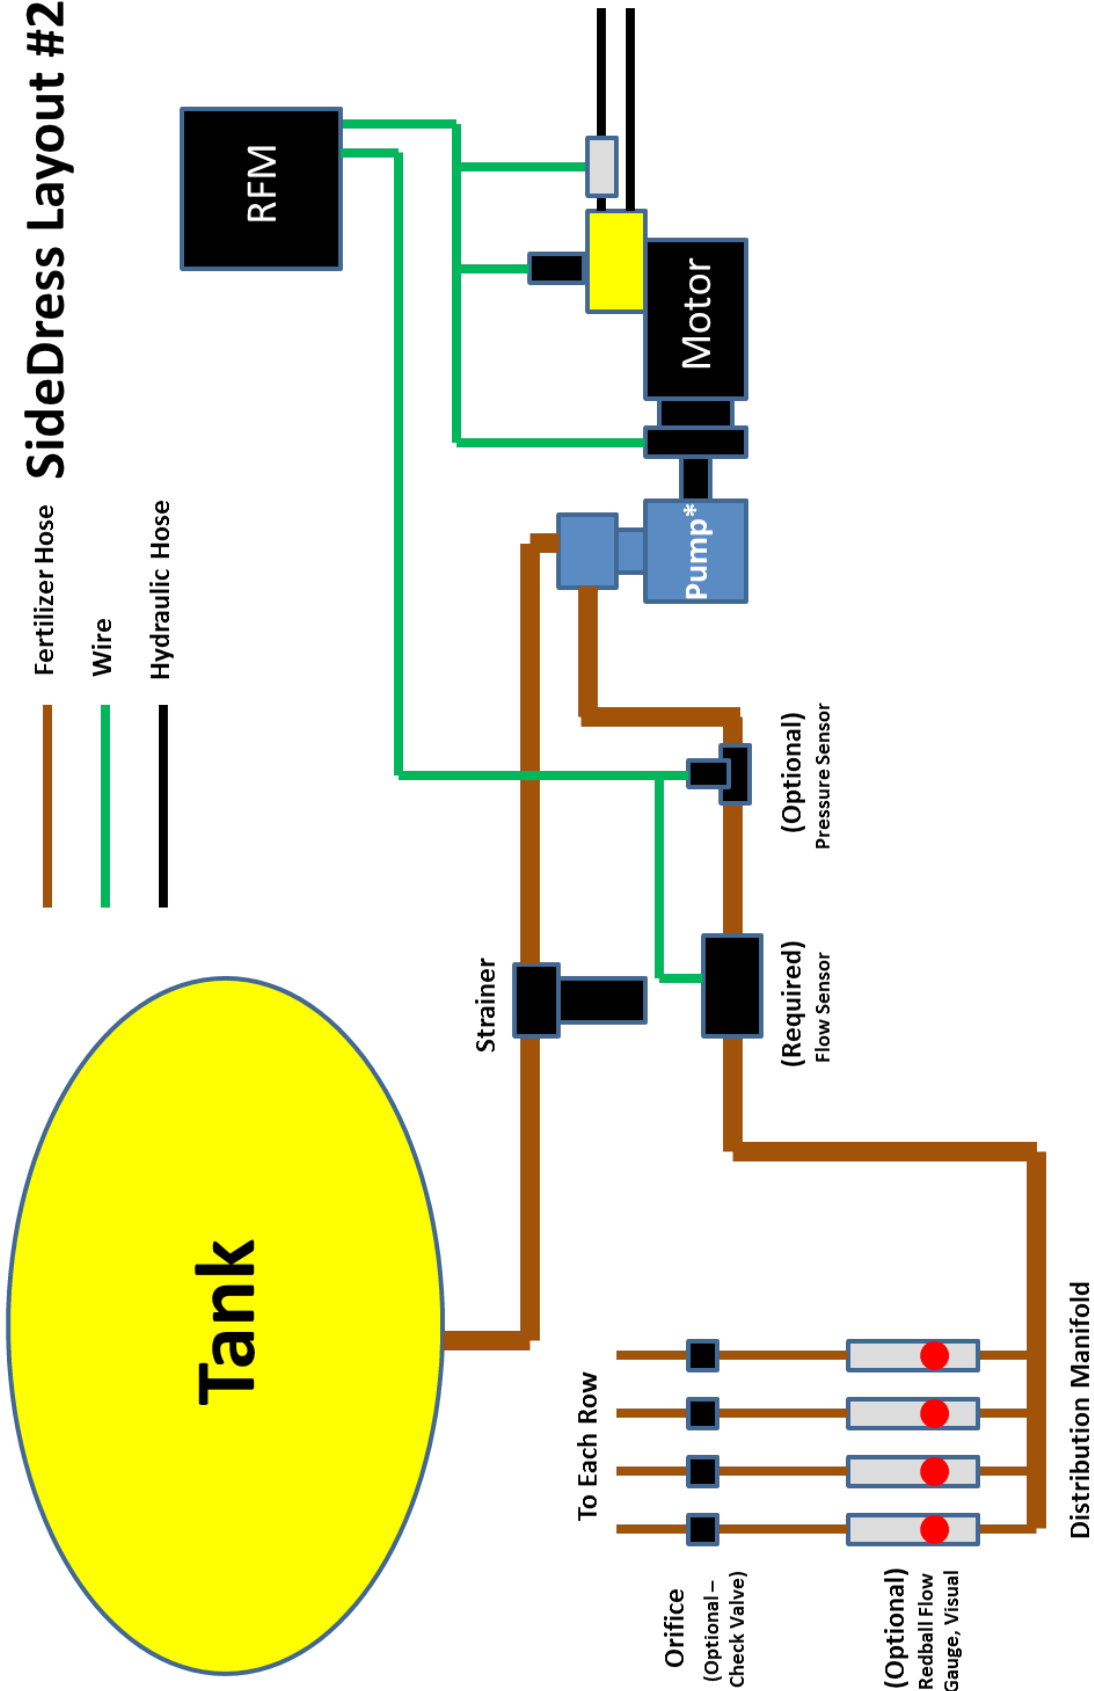 SideDress Layout #2
Fertilizer Hose
Wire
Hydraulic Hose
RFM
Tank
Motor
Pump*
Strainer
(Optional)
Pressure Sensor
(Required)
Flow Sensor
To Each Row
Orifice
(Optional –
Check Valve)
(Optional)
Redball Flow
Gauge, Visual
Distribution Manifold